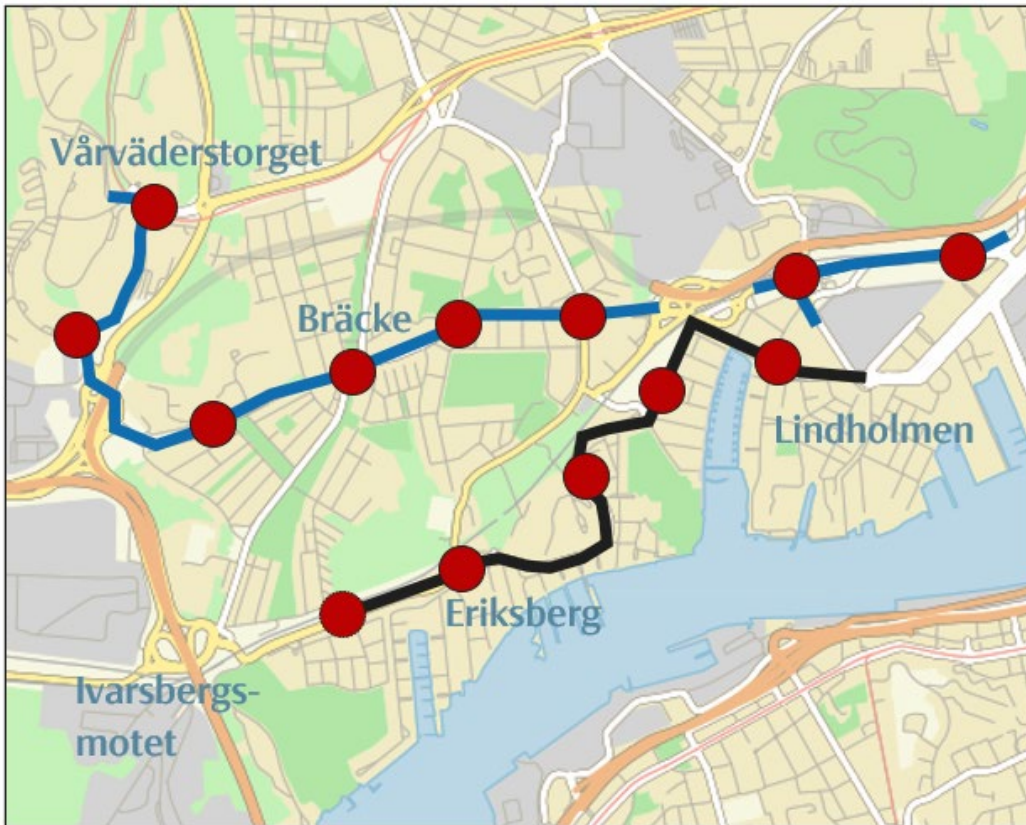 Vårväderstorget
Bräcke
Lindholmen
Eriksberg
Ivarsbergs-
motet